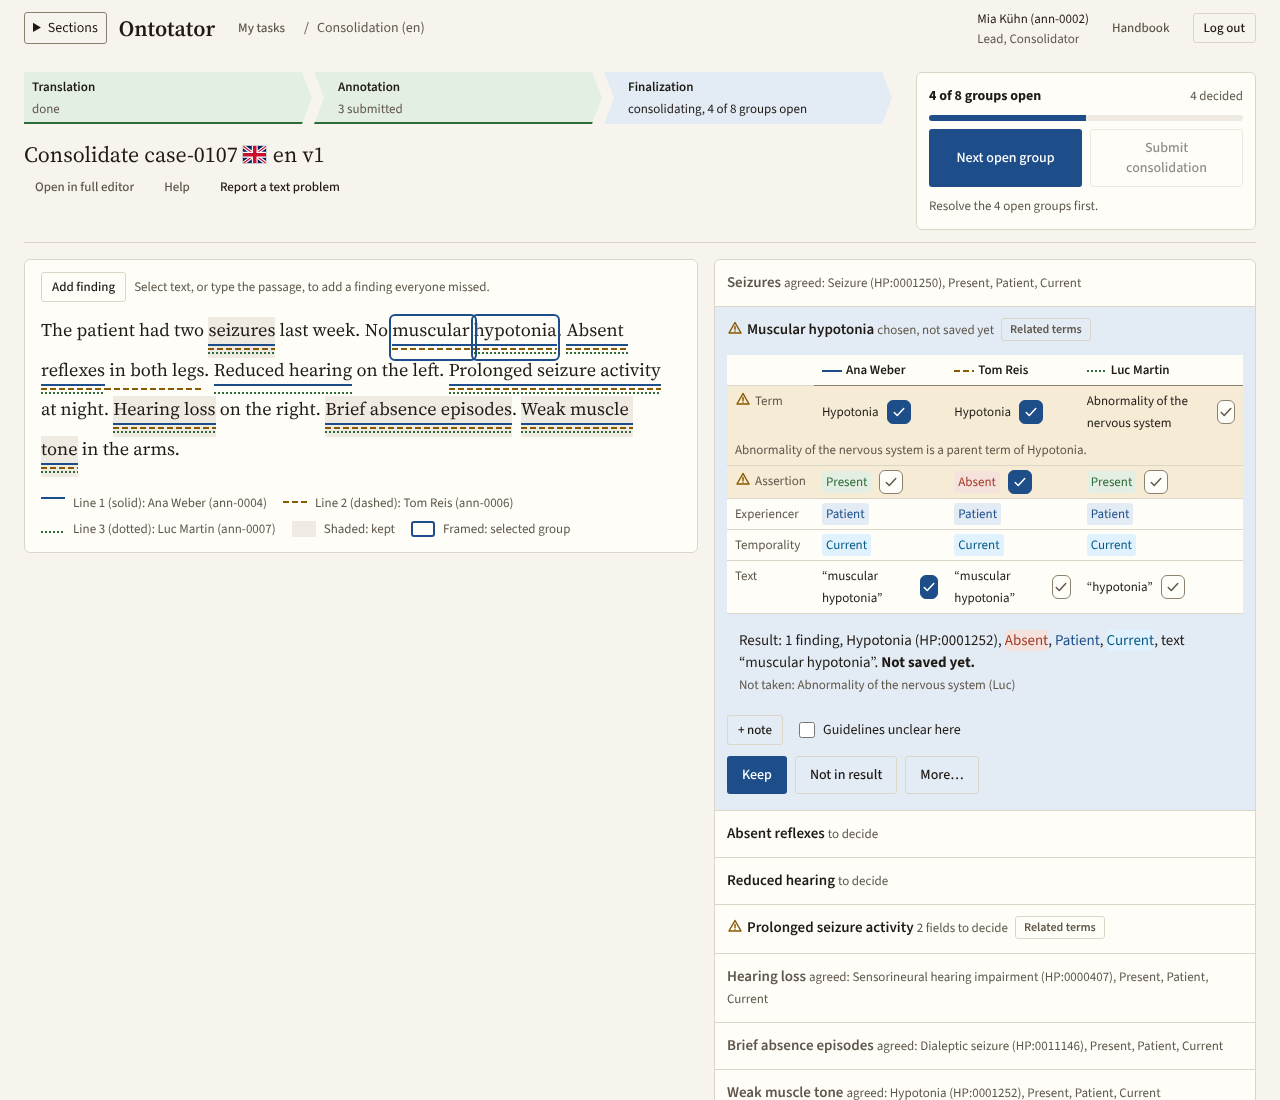 Sections
Ontotator
My tasks
/ Consolidation (en)
Mia Kühn (ann-0002)
Lead, Consolidator
Handbook
Log out
Translation
done
Annotation
3 submitted
Finalization
consolidating, 4 of 8 groups open
4 of 8 groups open
4 decided
Next open group
Submit
consolidation
Resolve the 4 open groups first.
Consolidate case-0107 en v1
Open in full editor
Help
Report a text problem
Add finding
Select text, or type the passage, to add a finding everyone missed.
The patient had two seizures last week. No muscular hypotonia. Absent
reflexes in both legs. Reduced hearing on the left. Prolonged seizure activity
at night. Hearing loss on the right. Brief absence episodes. Weak muscle
tone in the arms.
Line 1 (solid): Ana Weber (ann-0004)
Line 2 (dashed): Tom Reis (ann-0006)
Line 3 (dotted): Luc Martin (ann-0007)
Shaded: kept
Framed: selected group
Seizures agreed: Seizure (HP:0001250), Present, Patient, Current
Muscular hypotonia chosen, not saved yet
Related terms
Ana Weber
Tom Reis
Luc Martin
Term
Hypotonia
Hypotonia
Abnormality of the
nervous system
Abnormality of the nervous system is a parent term of Hypotonia.
Assertion
Present
Absent
Present
Experiencer
Patient
Patient
Patient
Temporality
Current
Current
Current
Text
“muscular
hypotonia”
“muscular
hypotonia”
“hypotonia”
Result: 1 finding, Hypotonia (HP:0001252), Absent, Patient, Current, text
“muscular hypotonia”. Not saved yet.
Not taken: Abnormality of the nervous system (Luc)
+ note
Guidelines unclear here
Keep
Not in result
More…
Absent reflexes to decide
Reduced hearing to decide
Prolonged seizure activity 2 fields to decide
Related terms
Hearing loss agreed: Sensorineural hearing impairment (HP:0000407), Present, Patient,
Current
Brief absence episodes agreed: Dialeptic seizure (HP:0011146), Present, Patient, Current
Weak muscle tone agreed: Hypotonia (HP:0001252), Present, Patient, Current